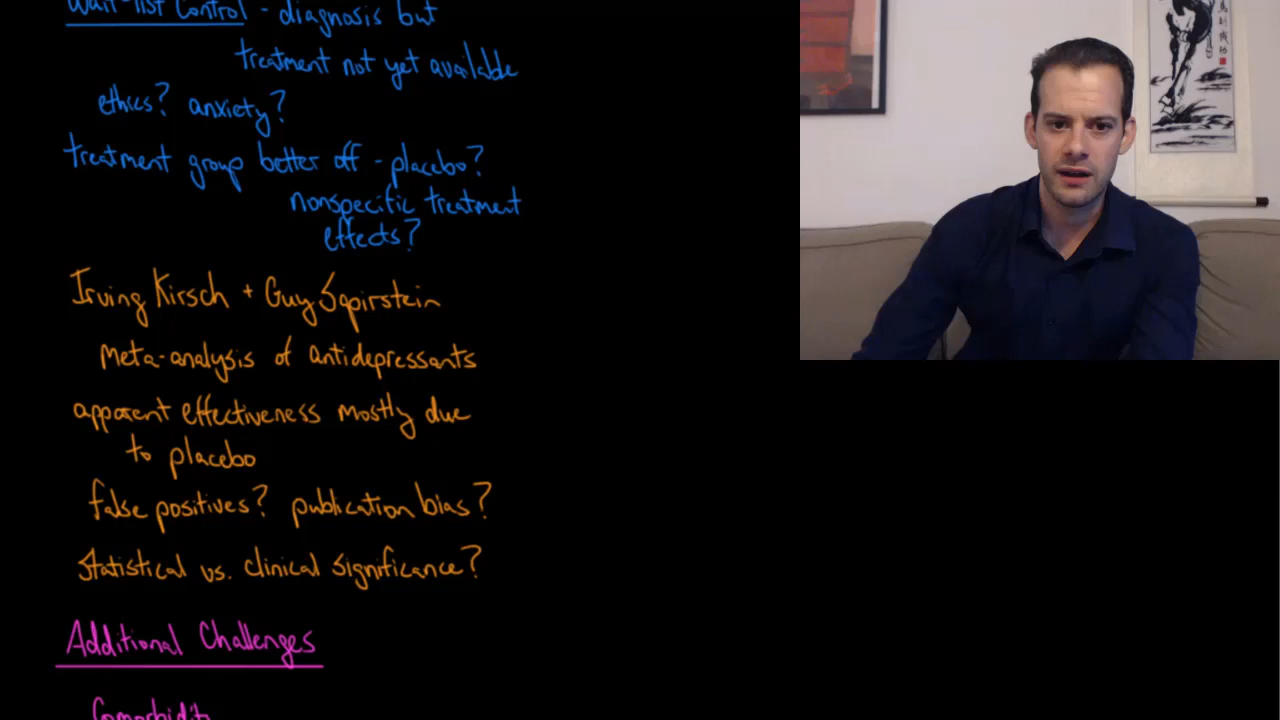 Wait-list Control - diagnosis but
treatment not yet available
ethics? anxiety?
treatment group better off - placebo?
nonspecific treatment
effects?
Irving Kirsch + Guy Sapirstein
Meta-analysis of antidepressants
apparent effectiveness mostly due
to placebo
false positives? publication bias?
Statistical vs. clinical significance?
Additional Challenges
Comorbidity